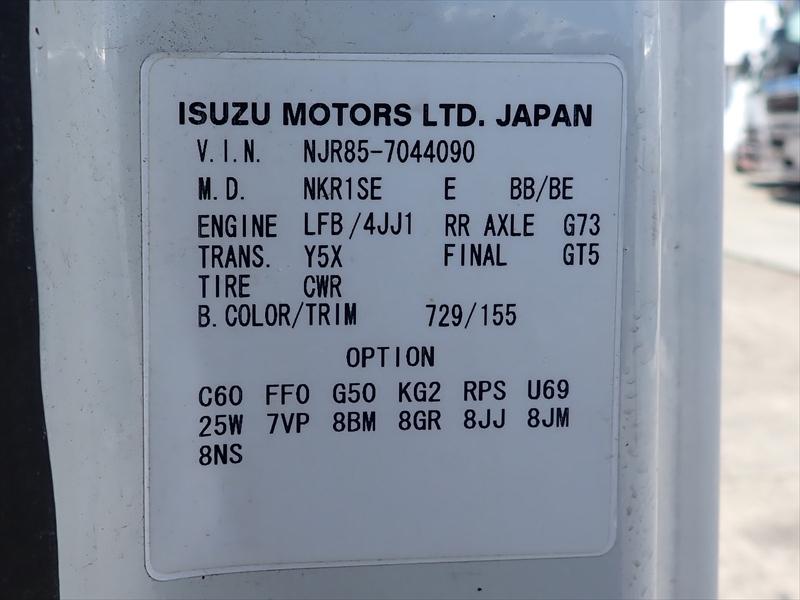 ISUZU MOTORS LTD. JAPAN
V.I.N. NJR85-7044090
M.D. NKR1SE E BB/BE
ENGINE LFB/4JJ1 RR AXLE G73
TRANS. Y5X FINAL GT5
TIRE CWR
B.COLOR/TRIM 729/155
OPTION
C60 FF0 G50 KG2 RPS U69
25W 7VP 8BM 8GR 8JJ 8JM
8NS